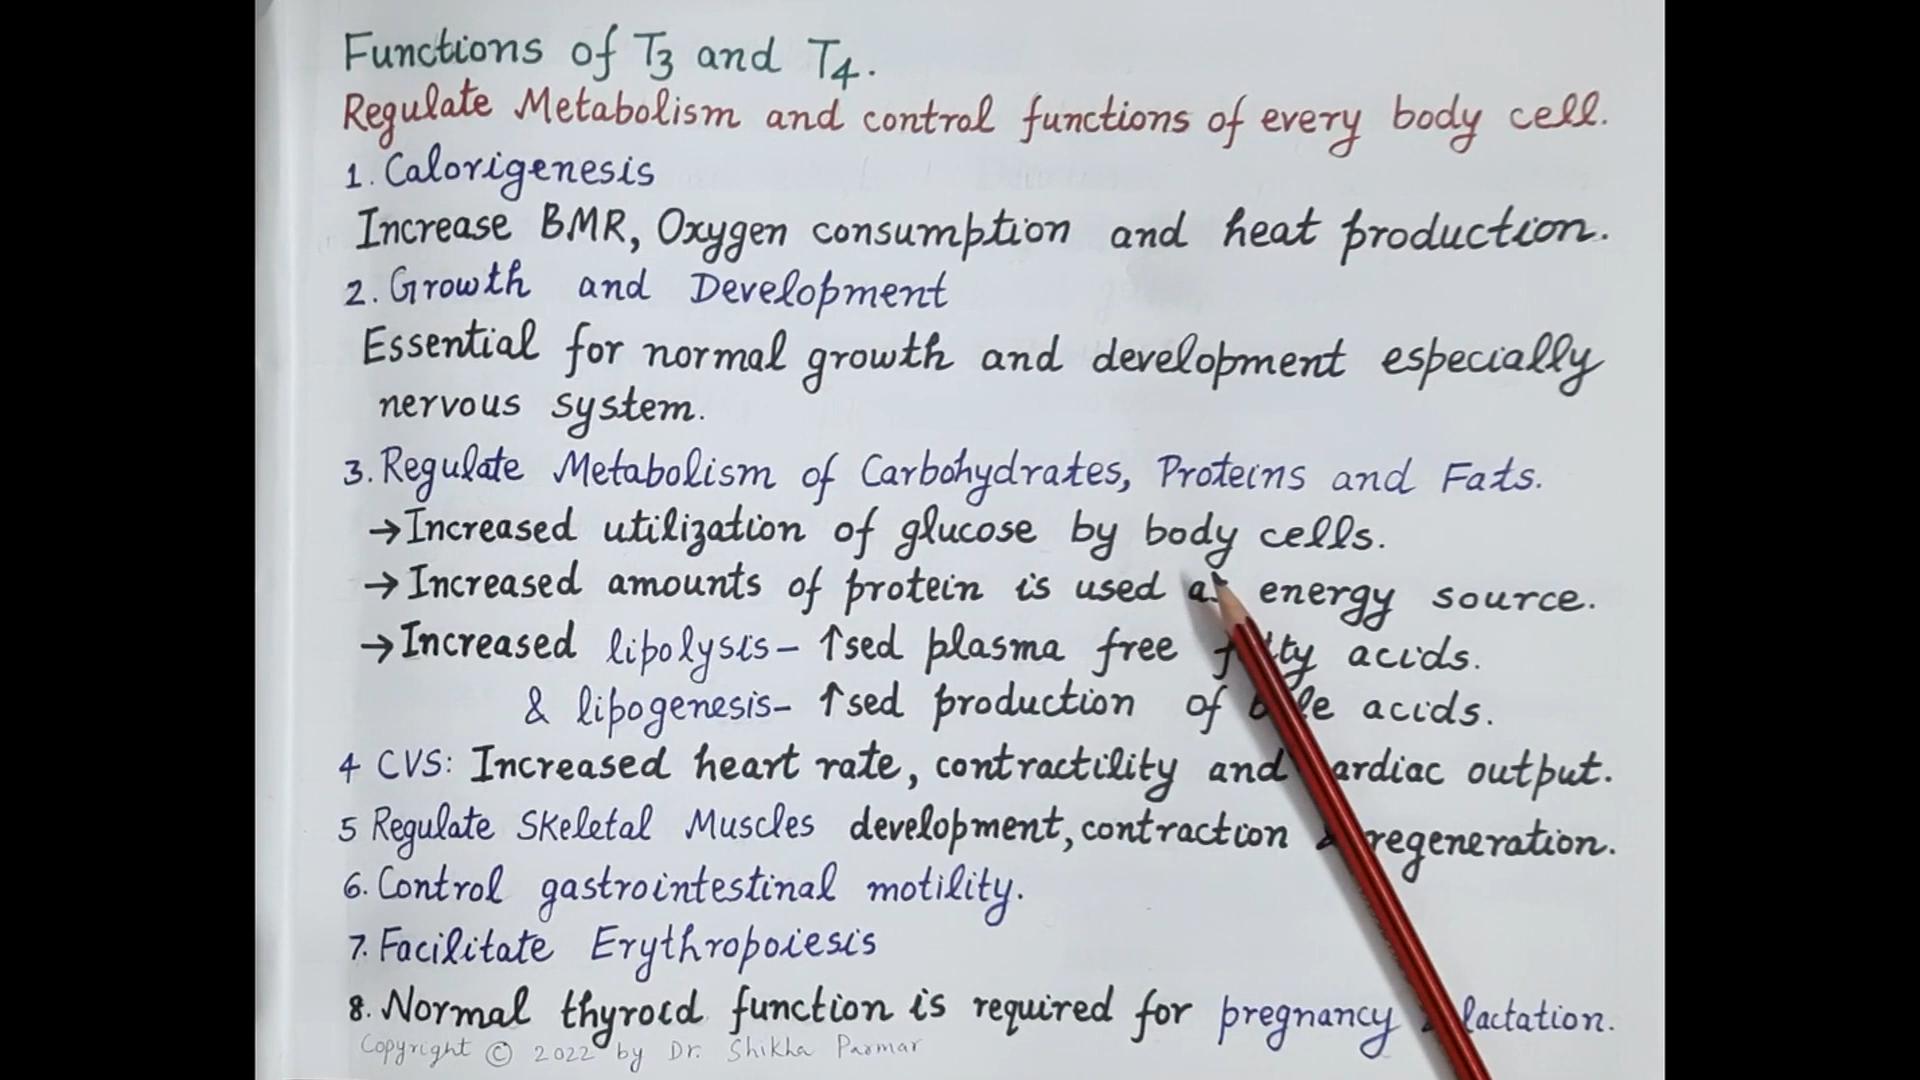 Functions of T3 and T4.
Regulate Metabolism and control functions of every body cell.
1. Calorigenesis
Increase BMR, Oxygen consumption and heat production.
2. Growth and Development
Essential for normal growth and development especially
nervous system.
3. Regulate Metabolism of Carbohydrates, Proteins and Fats.
→Increased utilization of glucose by body cells.
→Increased amounts of protein is used as energy source.
→Increased lipolysis- ↑sed plasma free fatty acids.
& lipogenesis- ↑sed production of bile acids.
4 CVS: Increased heart rate, contractility and cardiac output.
5 Regulate Skeletal Muscles development, contraction & regeneration.
6. Control gastrointestinal motility.
7. Facilitate Erythropoiesis
8. Normal thyroid function is required for pregnancy & lactation.
Copyright © 2022 by Dr. Shikha Parmar